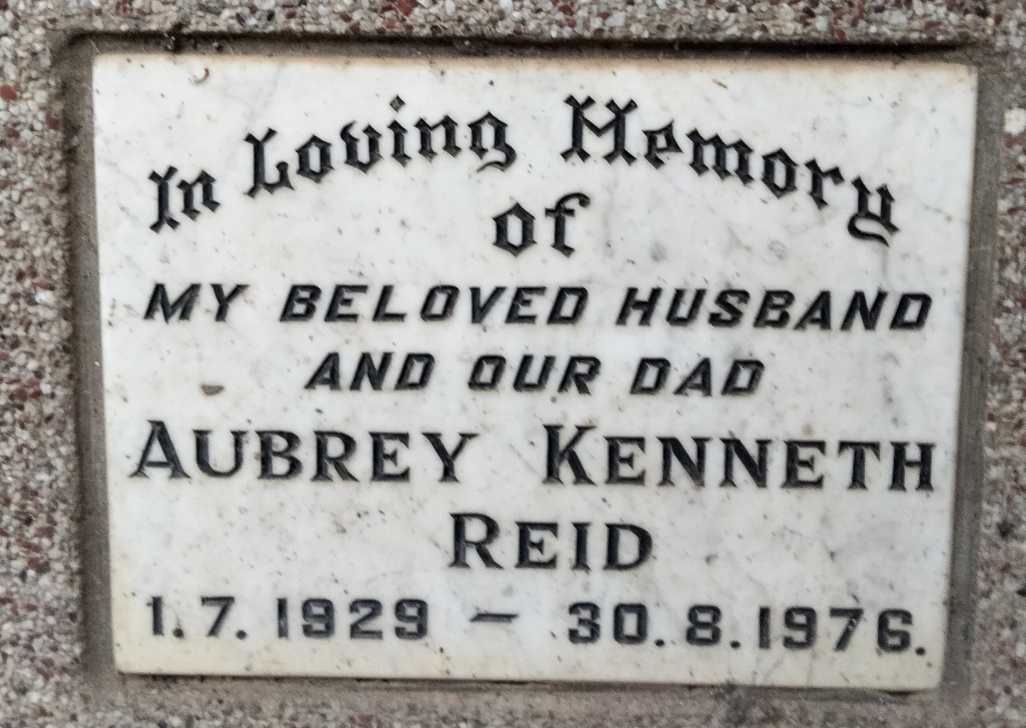 In Loving Memory
of
MY BELOVED HUSBAND
AND OUR DAD
AUBREY KENNETH
REID
1.7.1929 – 30.8.1976.